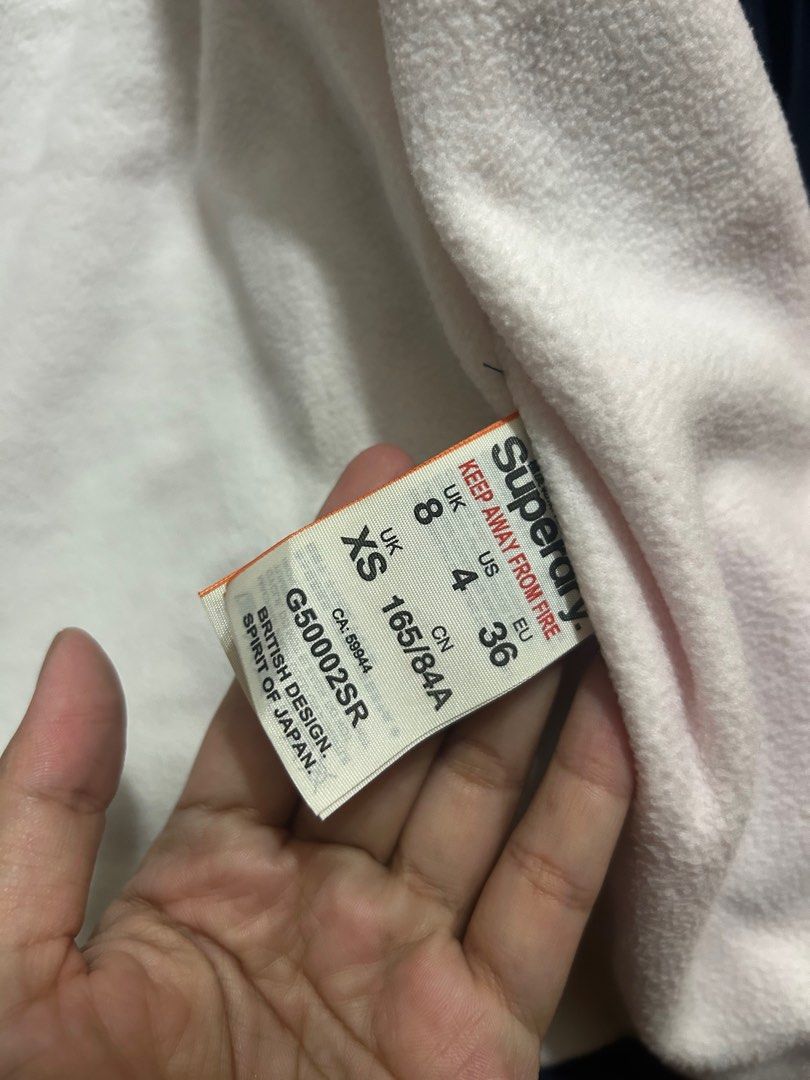 Superdry.
KEEP AWAY FROM FIRE
UK US EU
8 4 36
UK CN
XS 165/84A
CA: 59944
G50002SR
BRITISH DESIGN.
SPIRIT OF JAPAN.